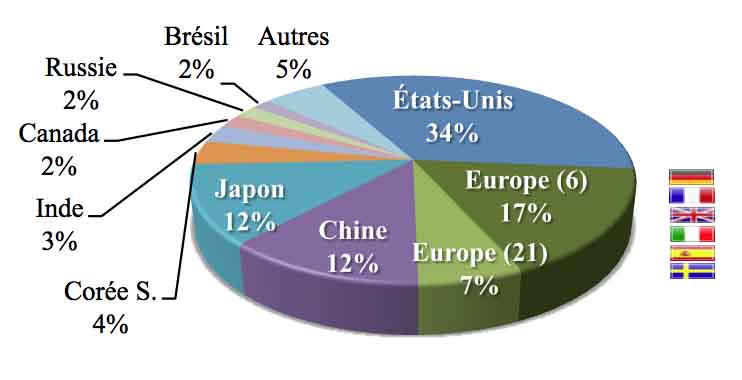 Brésil
2%
Autres
5%
Russie
2%
Canada
2%
Inde
3%
Corée S.
4%
États-Unis
34%
Europe (6)
17%
Europe (21)
7%
Chine
12%
Japon
12%